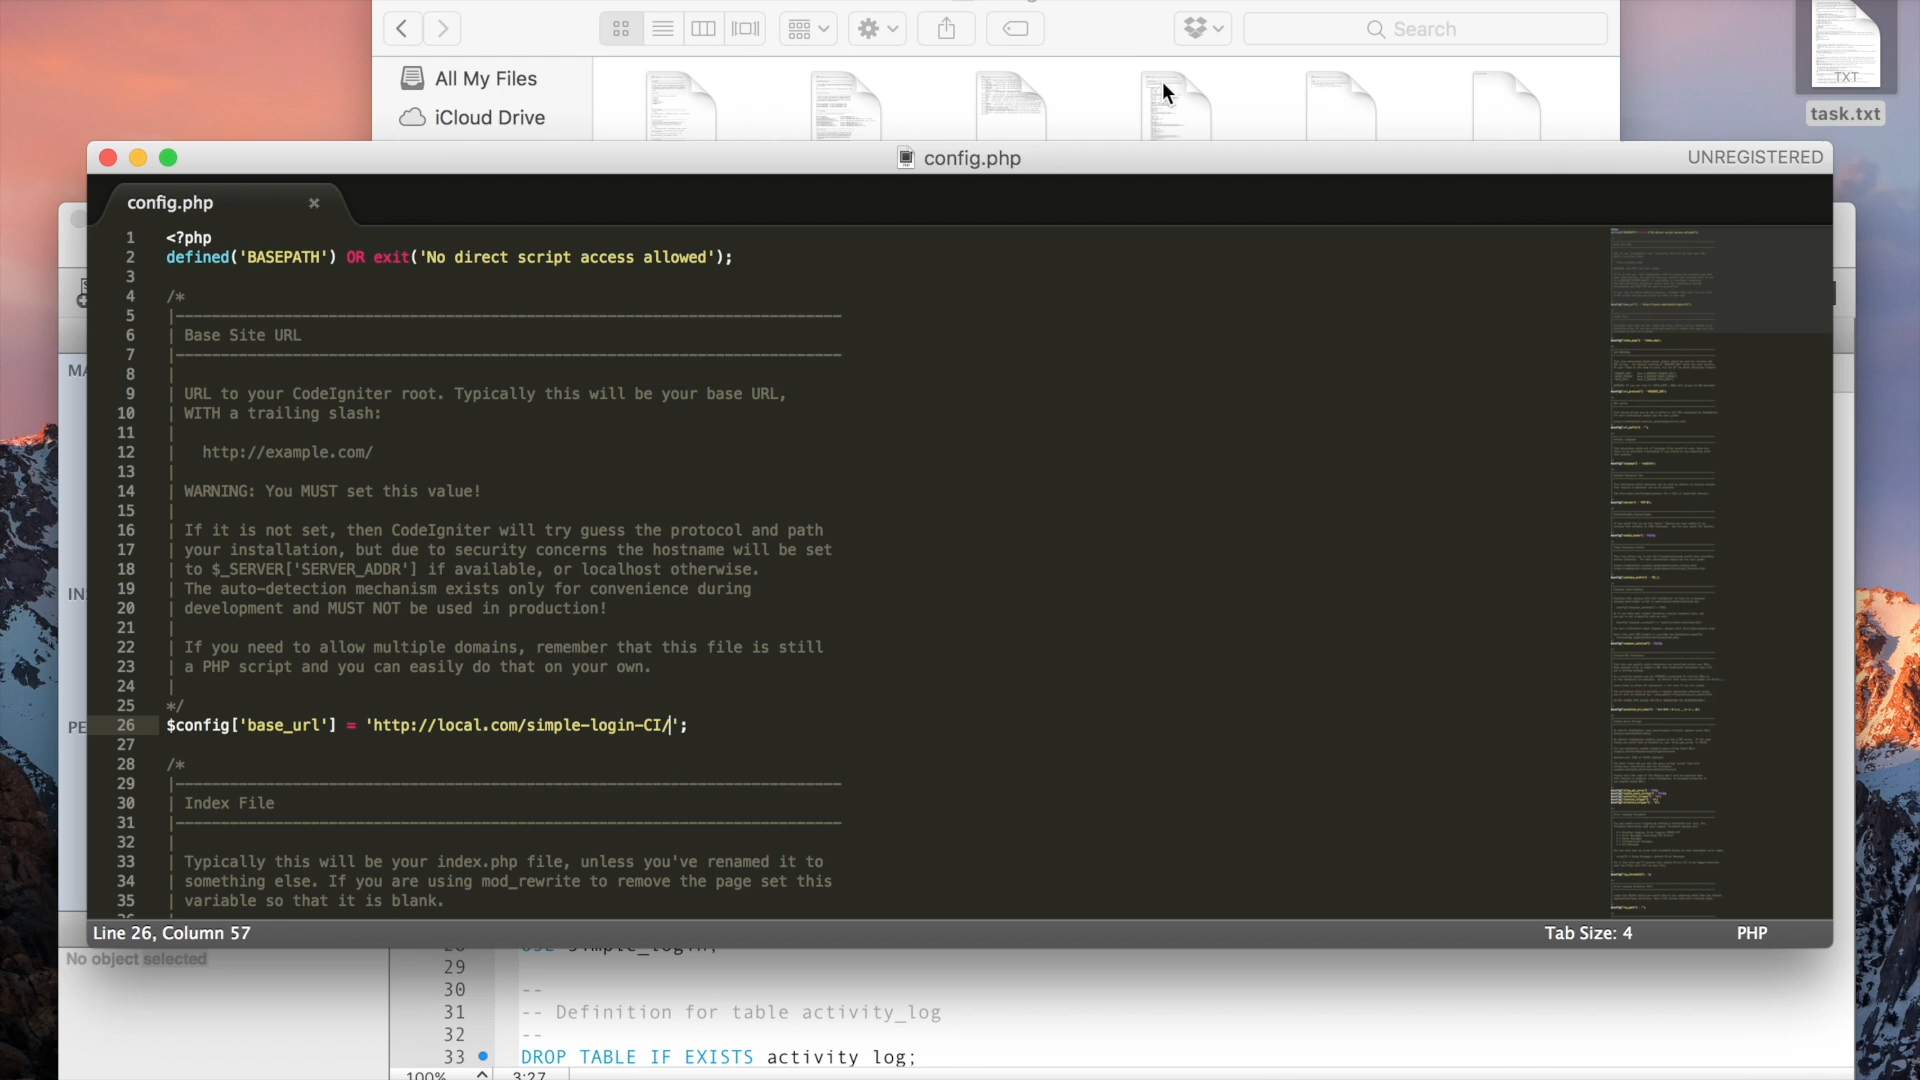 Search
All My Files
iCloud Drive
TXT
task.txt
config.php
UNREGISTERED
config.php
1 <?php
2 defined('BASEPATH') OR exit('No direct script access allowed');
3
4 /*
5
6 | Base Site URL
7
8 |
9 | URL to your CodeIgniter root. Typically this will be your base URL,
10 | WITH a trailing slash:
11 |
12 | http://example.com/
13 |
14 | WARNING: You MUST set this value!
15 |
16 | If it is not set, then CodeIgniter will try guess the protocol and path
17 | your installation, but due to security concerns the hostname will be set
18 | to $_SERVER['SERVER_ADDR'] if available, or localhost otherwise.
19 | The auto-detection mechanism exists only for convenience during
20 | development and MUST NOT be used in production!
21 |
22 | If you need to allow multiple domains, remember that this file is still
23 | a PHP script and you can easily do that on your own.
24 |
25 */
26 $config['base_url'] = 'http://local.com/simple-login-CI/';
27
28 /*
29
30 | Index File
31
32 |
33 | Typically this will be your index.php file, unless you've renamed it to
34 | something else. If you are using mod_rewrite to remove the page set this
35 | variable so that it is blank.
Line 26, Column 57
Tab Size: 4
PHP
No object selected
29
30 --
31 -- Definition for table activity_log
32 --
33 DROP TABLE IF EXISTS activity_log;
100%
3:27